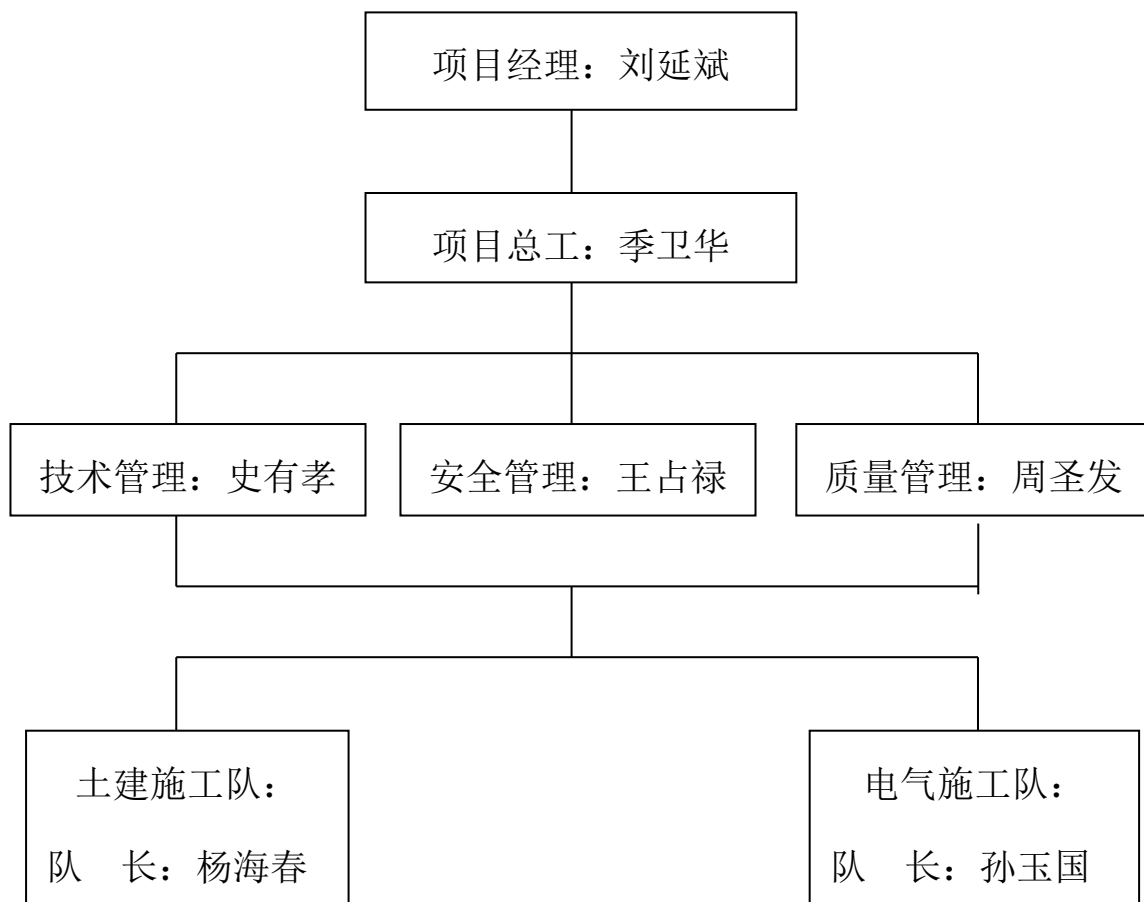 项目经理：刘延斌
项目总工：季卫华
技术管理：史有孝
安全管理：王占禄
质量管理：周圣发
土建施工队：
队　长：杨海春
电气施工队：
队　长：孙玉国